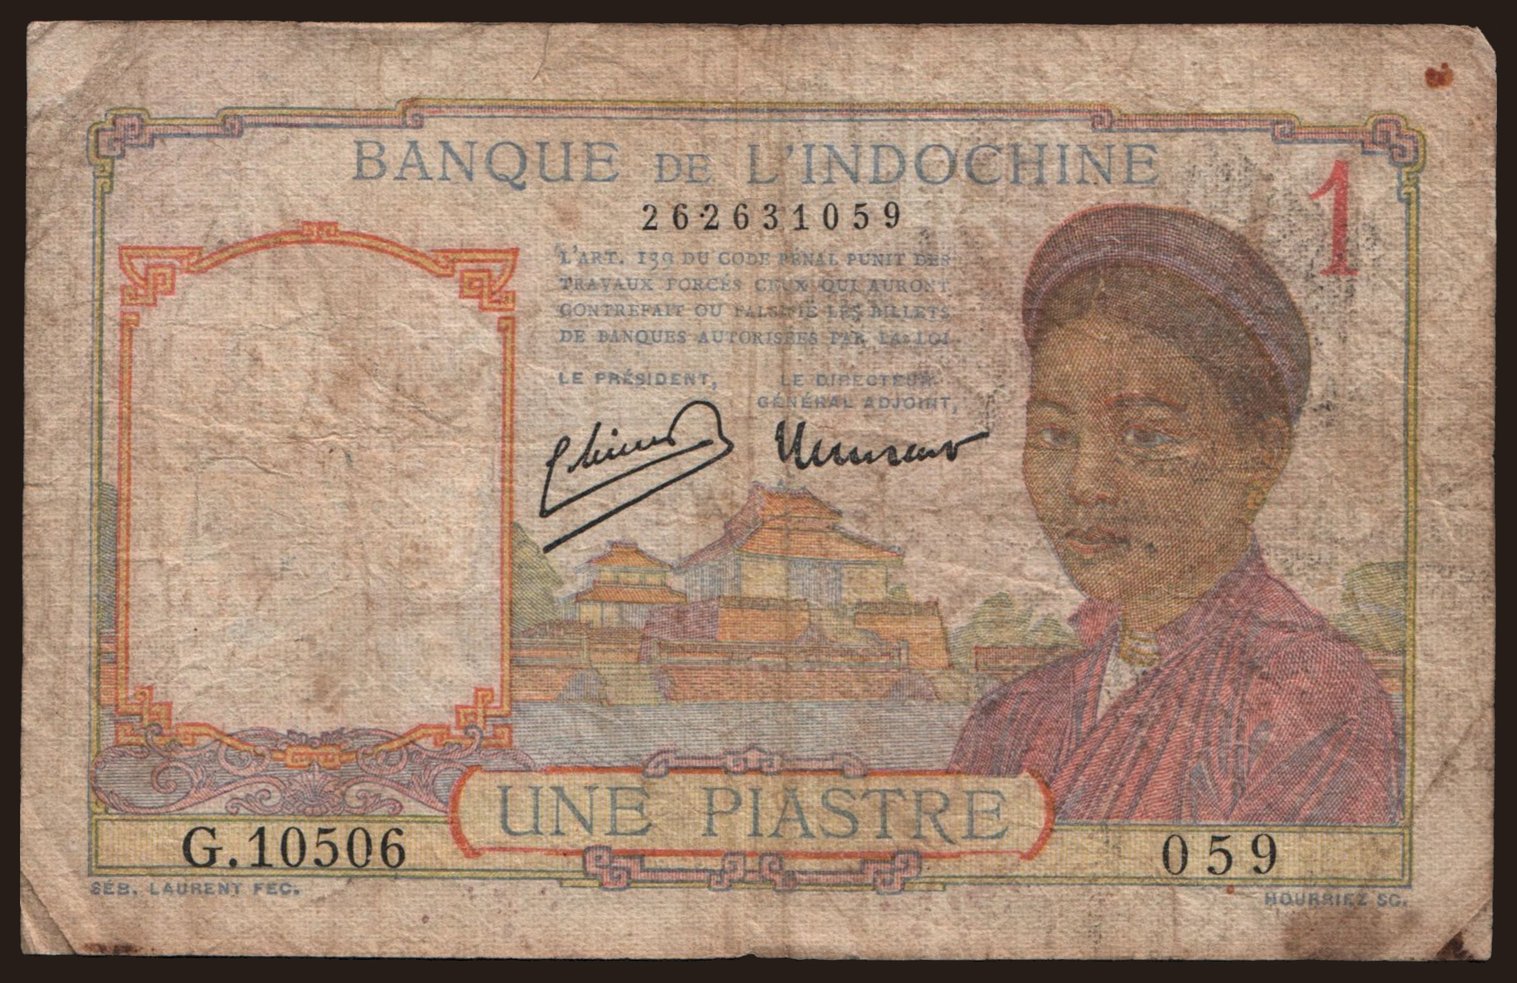 BANQUE DE L'INDOCHINE
1
262631059
L'ART. 139 DU CODE PÉNAL PUNIT DES
TRAVAUX FORCÉS CEUX QUI AURONT
CONTREFAIT OU FALSIFIÉ LES BILLETS
DE BANQUES AUTORISÉES PAR LA LOI
LE PRÉSIDENT,
LE DIRECTEUR
GÉNÉRAL ADJOINT,
UNE PIASTRE
G.10506
059
SÉB. LAURENT FEC.
HOURRIEZ SC.